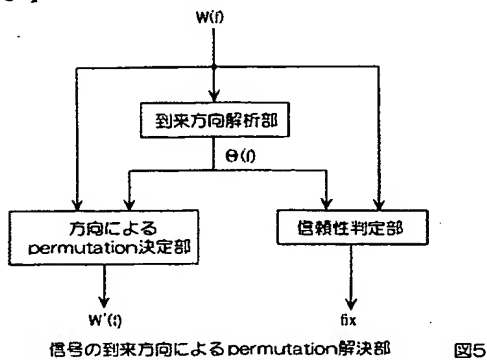 W(f)
到来方向解析部
Θ(f)
方向による
permutation決定部
信頼性判定部
W'(f)
fix
信号の到来方向によるpermutation解決部
図5